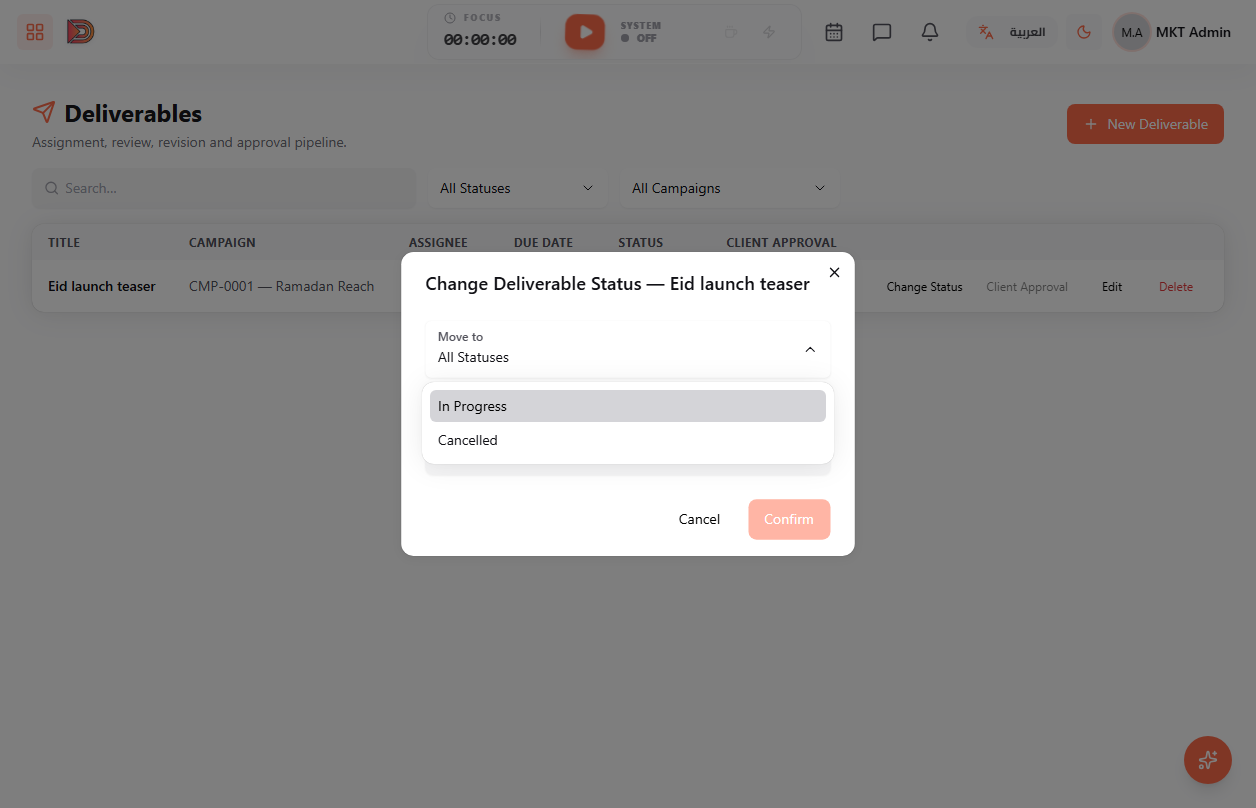 FOCUS
00:00:00
SYSTEM
OFF
العربية
M.A
MKT Admin
Deliverables
Assignment, review, revision and approval pipeline.
New Deliverable
Search...
All Statuses
All Campaigns
TITLE CAMPAIGN ASSIGNEE DUE DATE STATUS CLIENT APPROVAL
Eid launch teaser CMP-0001 — Ramadan Reach Change Status Client Approval Edit Delete
Change Deliverable Status — Eid launch teaser
Move to
All Statuses
In Progress
Cancelled
Cancel
Confirm